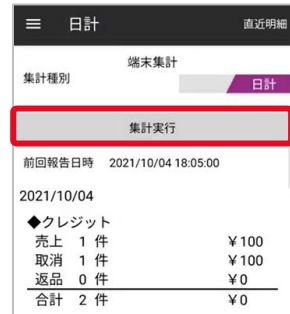 日計 直近明細
端末集計
集計種別
日計
集計実行
前回報告日時 2021/10/04 18:05:00
2021/10/04
◆クレジット
売上 1 件 ¥100
取消 1 件 ¥100
返品 0 件 ¥0
合計 2 件 ¥0